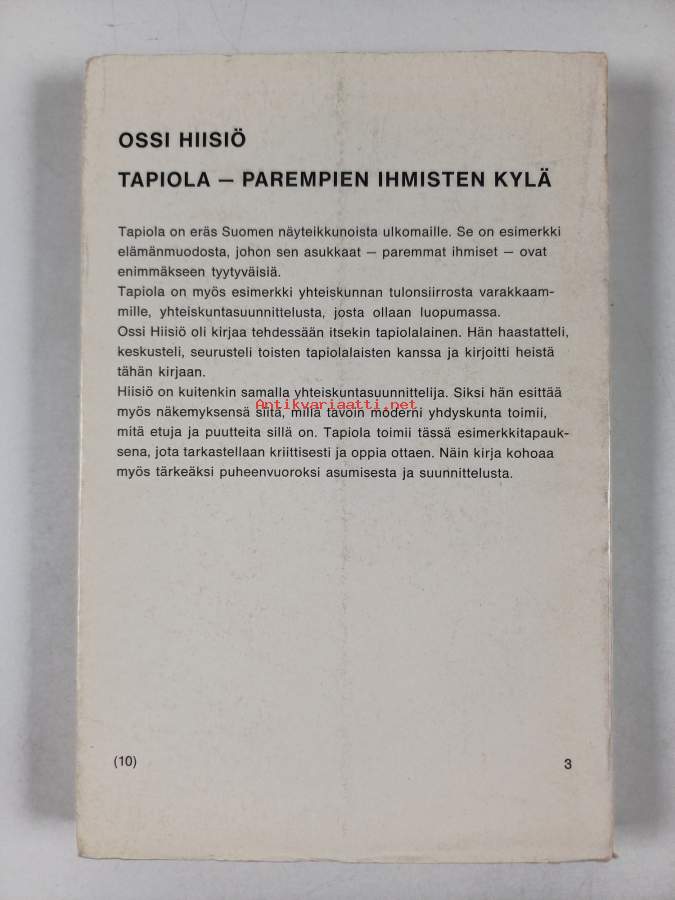 OSSI HIISIÖ
TAPIOLA — PAREMPIEN IHMISTEN KYLÄ
Tapiola on eräs Suomen näyteikkunoista ulkomaille. Se on esimerkki
elämänmuodosta, johon sen asukkaat — paremmat ihmiset — ovat
enimmäkseen tyytyväisiä.
Tapiola on myös esimerkki yhteiskunnan tulonsiirrosta varakkaam-
mille, yhteiskuntasuunnittelusta, josta ollaan luopumassa.
Ossi Hiisiö oli kirjaa tehdessään itsekin tapiolalainen. Hän haastatteli,
keskusteli, seurusteli toisten tapiolalaisten kanssa ja kirjoitti heistä
tähän kirjaan.
Hiisiö on kuitenkin samalla yhteiskuntasuunnittelija. Siksi hän esittää
myös näkemyksensä siitä, millä tavoin moderni yhdyskunta toimii,
Antikvariaatti.net
mitä etuja ja puutteita sillä on. Tapiola toimii tässä esimerkkitapauk-
sena, jota tarkastellaan kriittisesti ja oppia ottaen. Näin kirja kohoaa
myös tärkeäksi puheenvuoroksi asumisesta ja suunnittelusta.
(10)
3